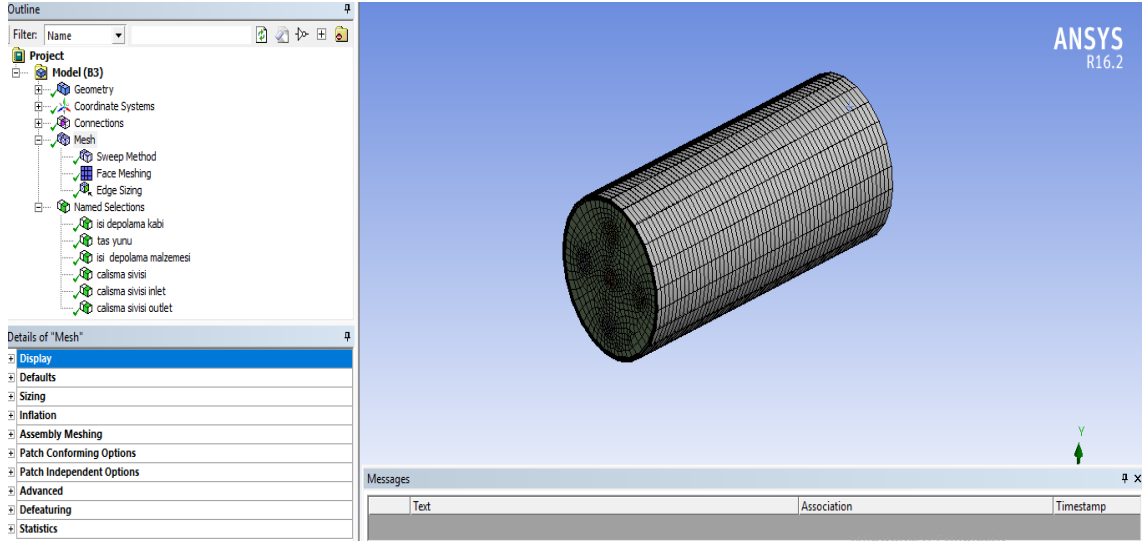 Outline
Filter: Name
Project
Model (B3)
Geometry
Coordinate Systems
Connections
Mesh
Sweep Method
Face Meshing
Edge Sizing
Named Selections
isi depolama kabi
tas yunu
isi depolama malzemesi
calisma sivisi
calisma sivisi inlet
calisma sivisi outlet
Details of "Mesh"
Display
Defaults
Sizing
Inflation
Assembly Meshing
Patch Conforming Options
Patch Independent Options
Advanced
Defeaturing
Statistics
ANSYS
R16.2
Y
Messages
Text Association Timestamp